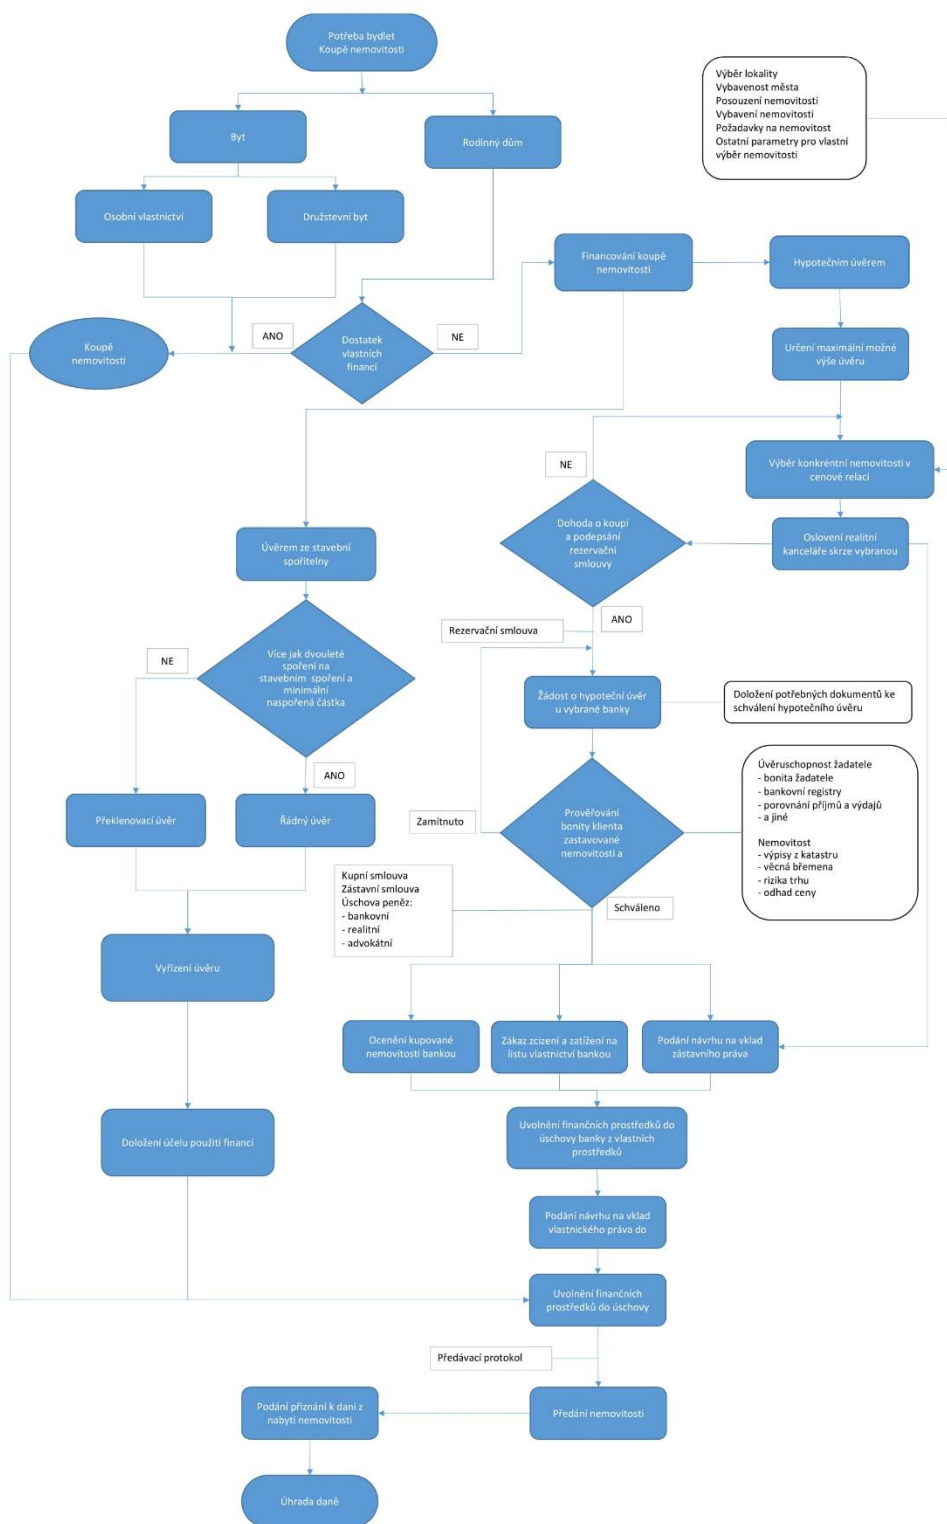 Potřeba bydlet
Koupě nemovitosti
Výběr lokality
Vybavenost města
Posouzení nemovitosti
Vybavení nemovitosti
Požadavky na nemovitost
Ostatní parametry pro vlastní
výběr nemovitosti
Byt
Rodinný dům
Osobní vlastnictví
Družstevní byt
Financování koupě
nemovitosti
Hypotečním úvěrem
Koupě
nemovitosti
ANO
Dostatek
vlastních
financí
NE
Určení maximální možné
výše úvěru
NE
Výběr konkrétní nemovitosti v
cenové relaci
Dohoda o koupi
a podepsání
rezervační
smlouvy
Oslovení realitní
kanceláře skrze vybranou
Úvěrem ze stavební
spořitelny
ANO
Rezervační smlouva
NE
Více jak dvouleté
spoření na
stavebním spoření a
minimální
naspořená částka
Žádost o hypoteční úvěr
u vybrané banky
Doložení potřebných dokumentů ke
schválení hypotečního úvěru
ANO
Překlenovací úvěr
Řádný úvěr
Zamítnuto
Prověřování
bonity klienta
zastavované
nemovitosti a
Úvěruschopnost žadatele
- bonita žadatele
- bankovní registry
- porovnání příjmů a výdajů
- a jiné
Nemovitost
- výpisy z katastru
- věcná břemena
- rizika trhu
- odhad ceny
Kupní smlouva
Zástavní smlouva
Úschova peněz:
- bankovní
- realitní
- advokátní
Schváleno
Vyřízení úvěru
Ocenění kupované
nemovitosti bankou
Zákaz zcizení a zatížení na
listu vlastnictví bankou
Podání návrhu na vklad
zástavního práva
Doložení účelu použití financí
Uvolnění finančních prostředků do
úschovy banky z vlastních
prostředků
Podání návrhu na vklad
vlastnického práva do
Uvolnění finančních
prostředků do úschovy
Předávací protokol
Podání přiznání k dani z
nabytí nemovitosti
Předání nemovitosti
Úhrada daně